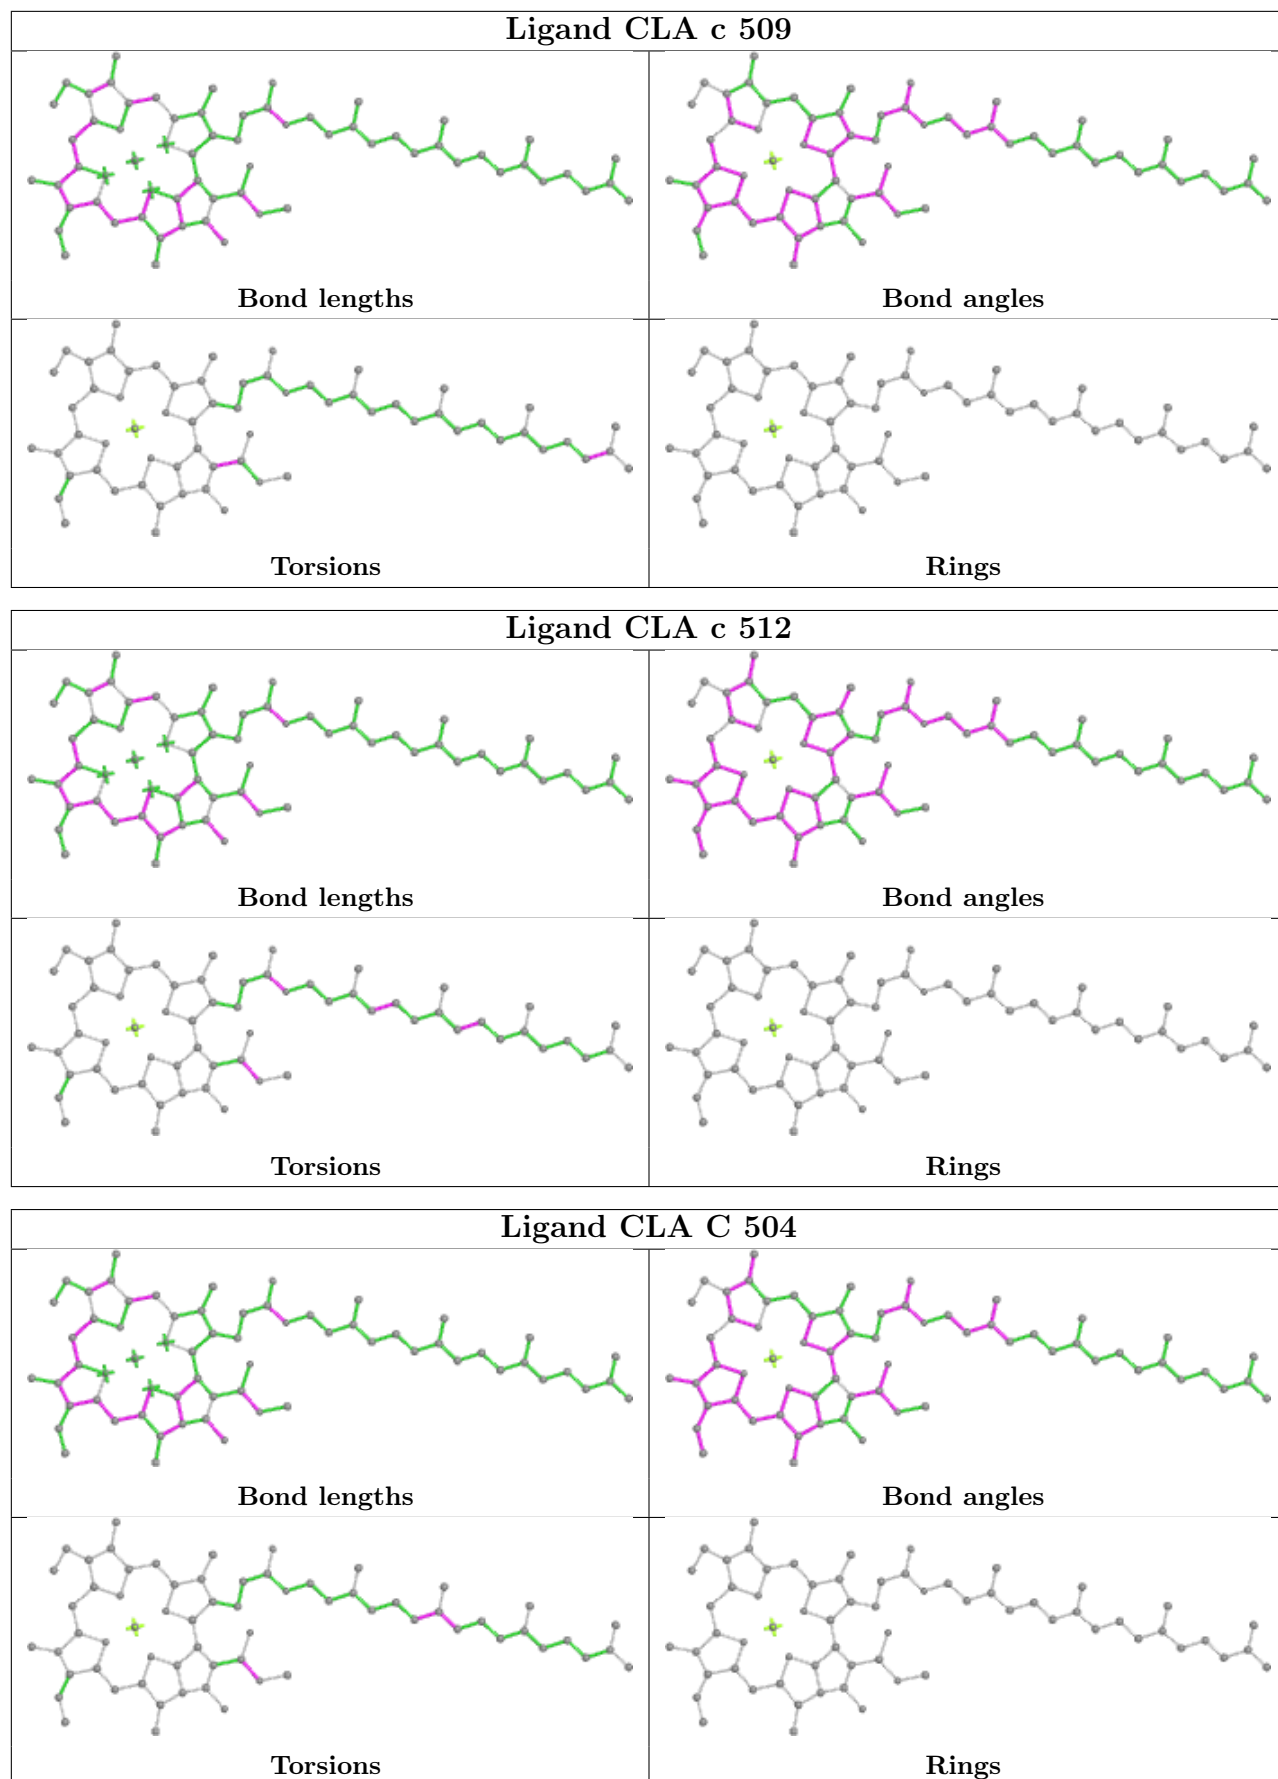 Ligand CLA c 509
Bond lengths
Bond angles
Torsions
Rings
Ligand CLA c 512
Bond lengths
Bond angles
Torsions
Rings
Ligand CLA C 504
Bond lengths
Bond angles
Torsions
Rings